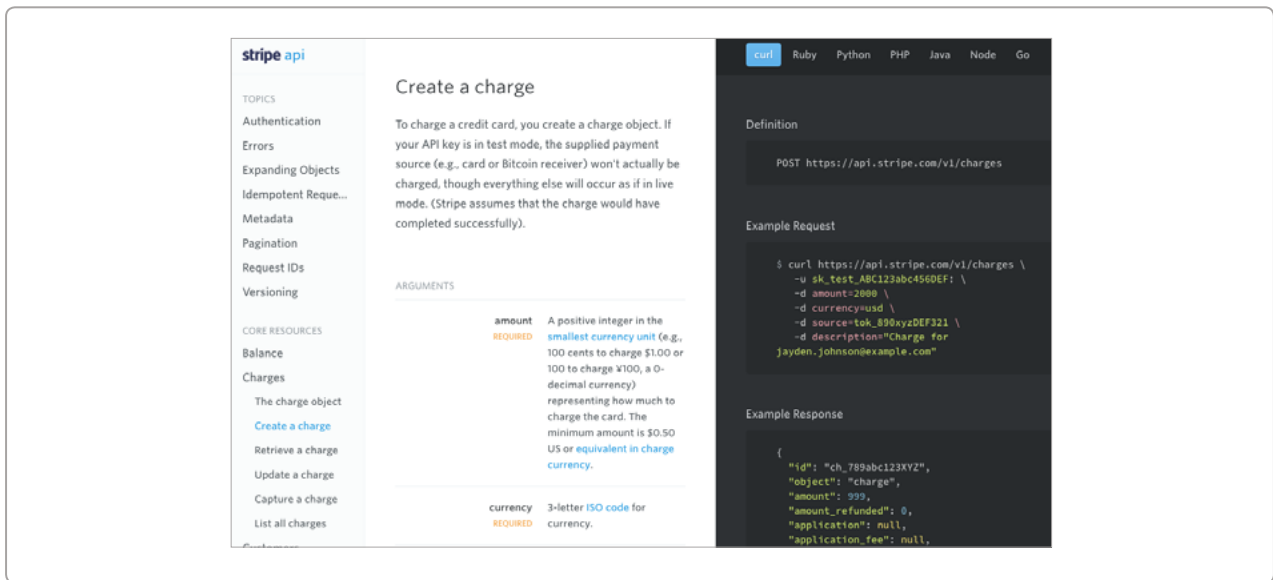 stripe api
TOPICS
Authentication
Errors
Expanding Objects
Idempotent Reque...
Metadata
Pagination
Request IDs
Versioning
CORE RESOURCES
Balance
Charges
The charge object
Create a charge
Retrieve a charge
Update a charge
Capture a charge
List all charges
Create a charge
To charge a credit card, you create a charge object. If
your API key is in test mode, the supplied payment
source (e.g., card or Bitcoin receiver) won't actually be
charged, though everything else will occur as if in live
mode. (Stripe assumes that the charge would have
completed successfully).
ARGUMENTS
amount
REQUIRED
A positive integer in the
smallest currency unit (e.g.,
100 cents to charge $1.00 or
100 to charge ¥100, a 0-
decimal currency)
representing how much to
charge the card. The
minimum amount is $0.50
US or equivalent in charge
currency.
currency
REQUIRED
3-letter ISO code for
currency.
curl Ruby Python PHP Java Node Go
Definition
POST https://api.stripe.com/v1/charges
Example Request
$ curl https://api.stripe.com/v1/charges \
-u sk_test_ABC123abc456DEF: \
-d amount=2000 \
-d currency=usd \
-d source=tok_890xyzDEF321 \
-d description="Charge for
jayden.johnson@example.com"
Example Response
{
"id": "ch_789abc123XYZ",
"object": "charge",
"amount": 999,
"amount_refunded": 0,
"application": null,
"application_fee": null,